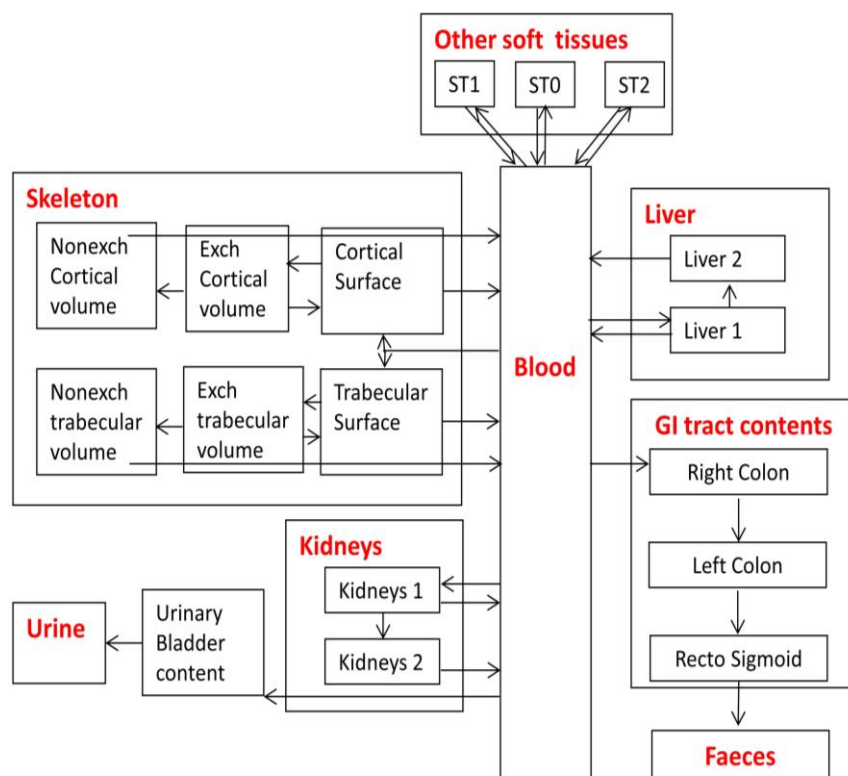 Other soft tissues
ST1
ST0
ST2
Skeleton
Nonexch
Cortical
volume
Exch
Cortical
volume
Cortical
Surface
Nonexch
trabecular
volume
Exch
trabecular
volume
Trabecular
Surface
Blood
Liver
Liver 2
Liver 1
GI tract contents
Right Colon
Left Colon
Recto Sigmoid
Faeces
Kidneys
Kidneys 1
Kidneys 2
Urinary
Bladder
content
Urine